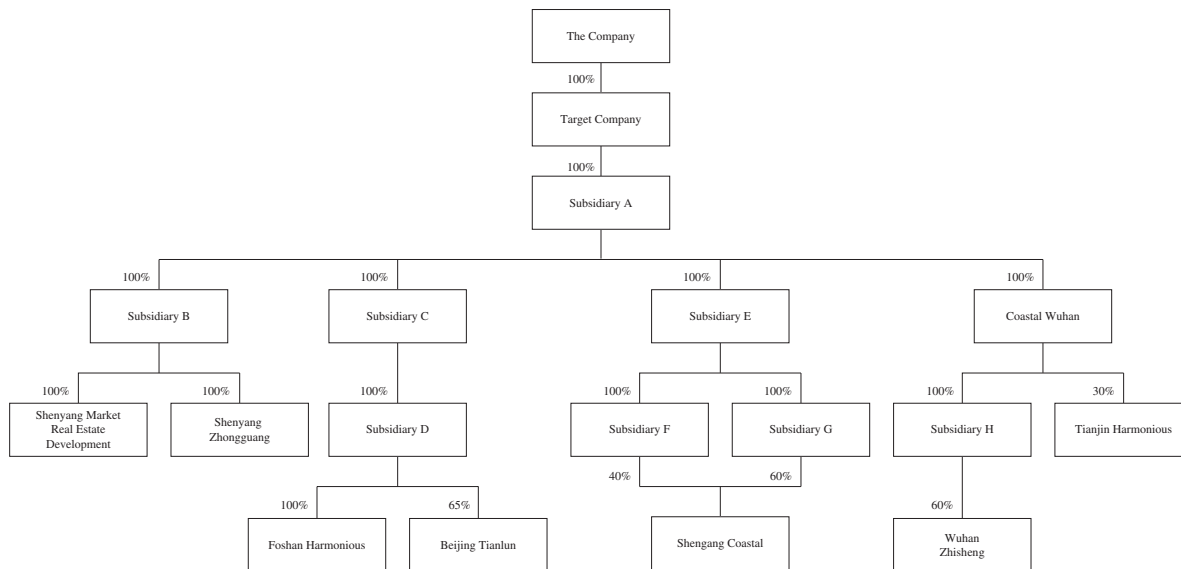 The Company
100%
Target Company
100%
Subsidiary A
100%
100%
100%
100%
Subsidiary B
Subsidiary C
Subsidiary E
Coastal Wuhan
100%
100%
100%
100%
100%
100%
30%
Shenyang Market
Real Estate
Development
Shenyang
Zhongguang
Subsidiary D
Subsidiary F
Subsidiary G
Subsidiary H
Tianjin Harmonious
40%
60%
100%
65%
60%
Foshan Harmonious
Beijing Tianlun
Shengang Coastal
Wuhan
Zhisheng